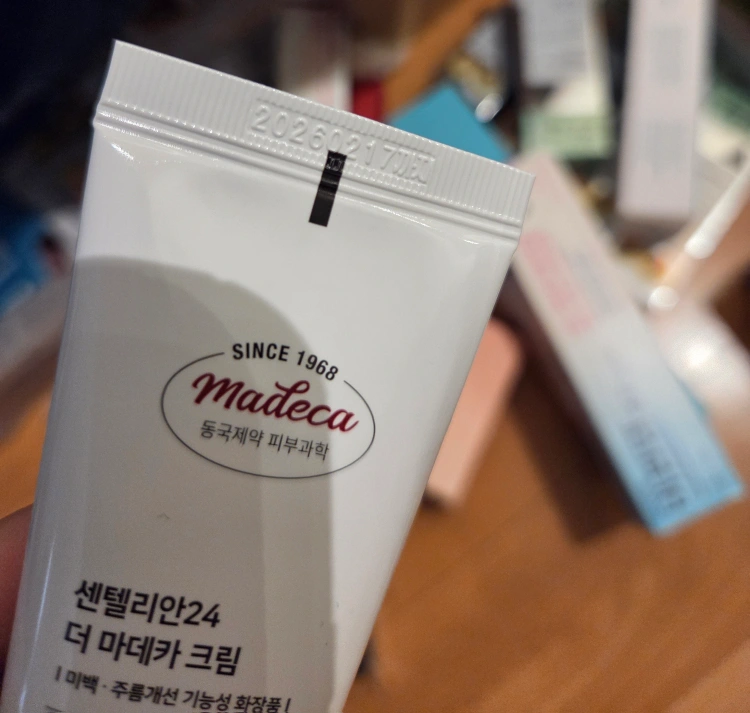 20260217까지
SINCE 1968
Madeca
동국제약 피부과학
센텔리안24
더 마데카 크림
| 미백 · 주름개선 기능성 화장품 |